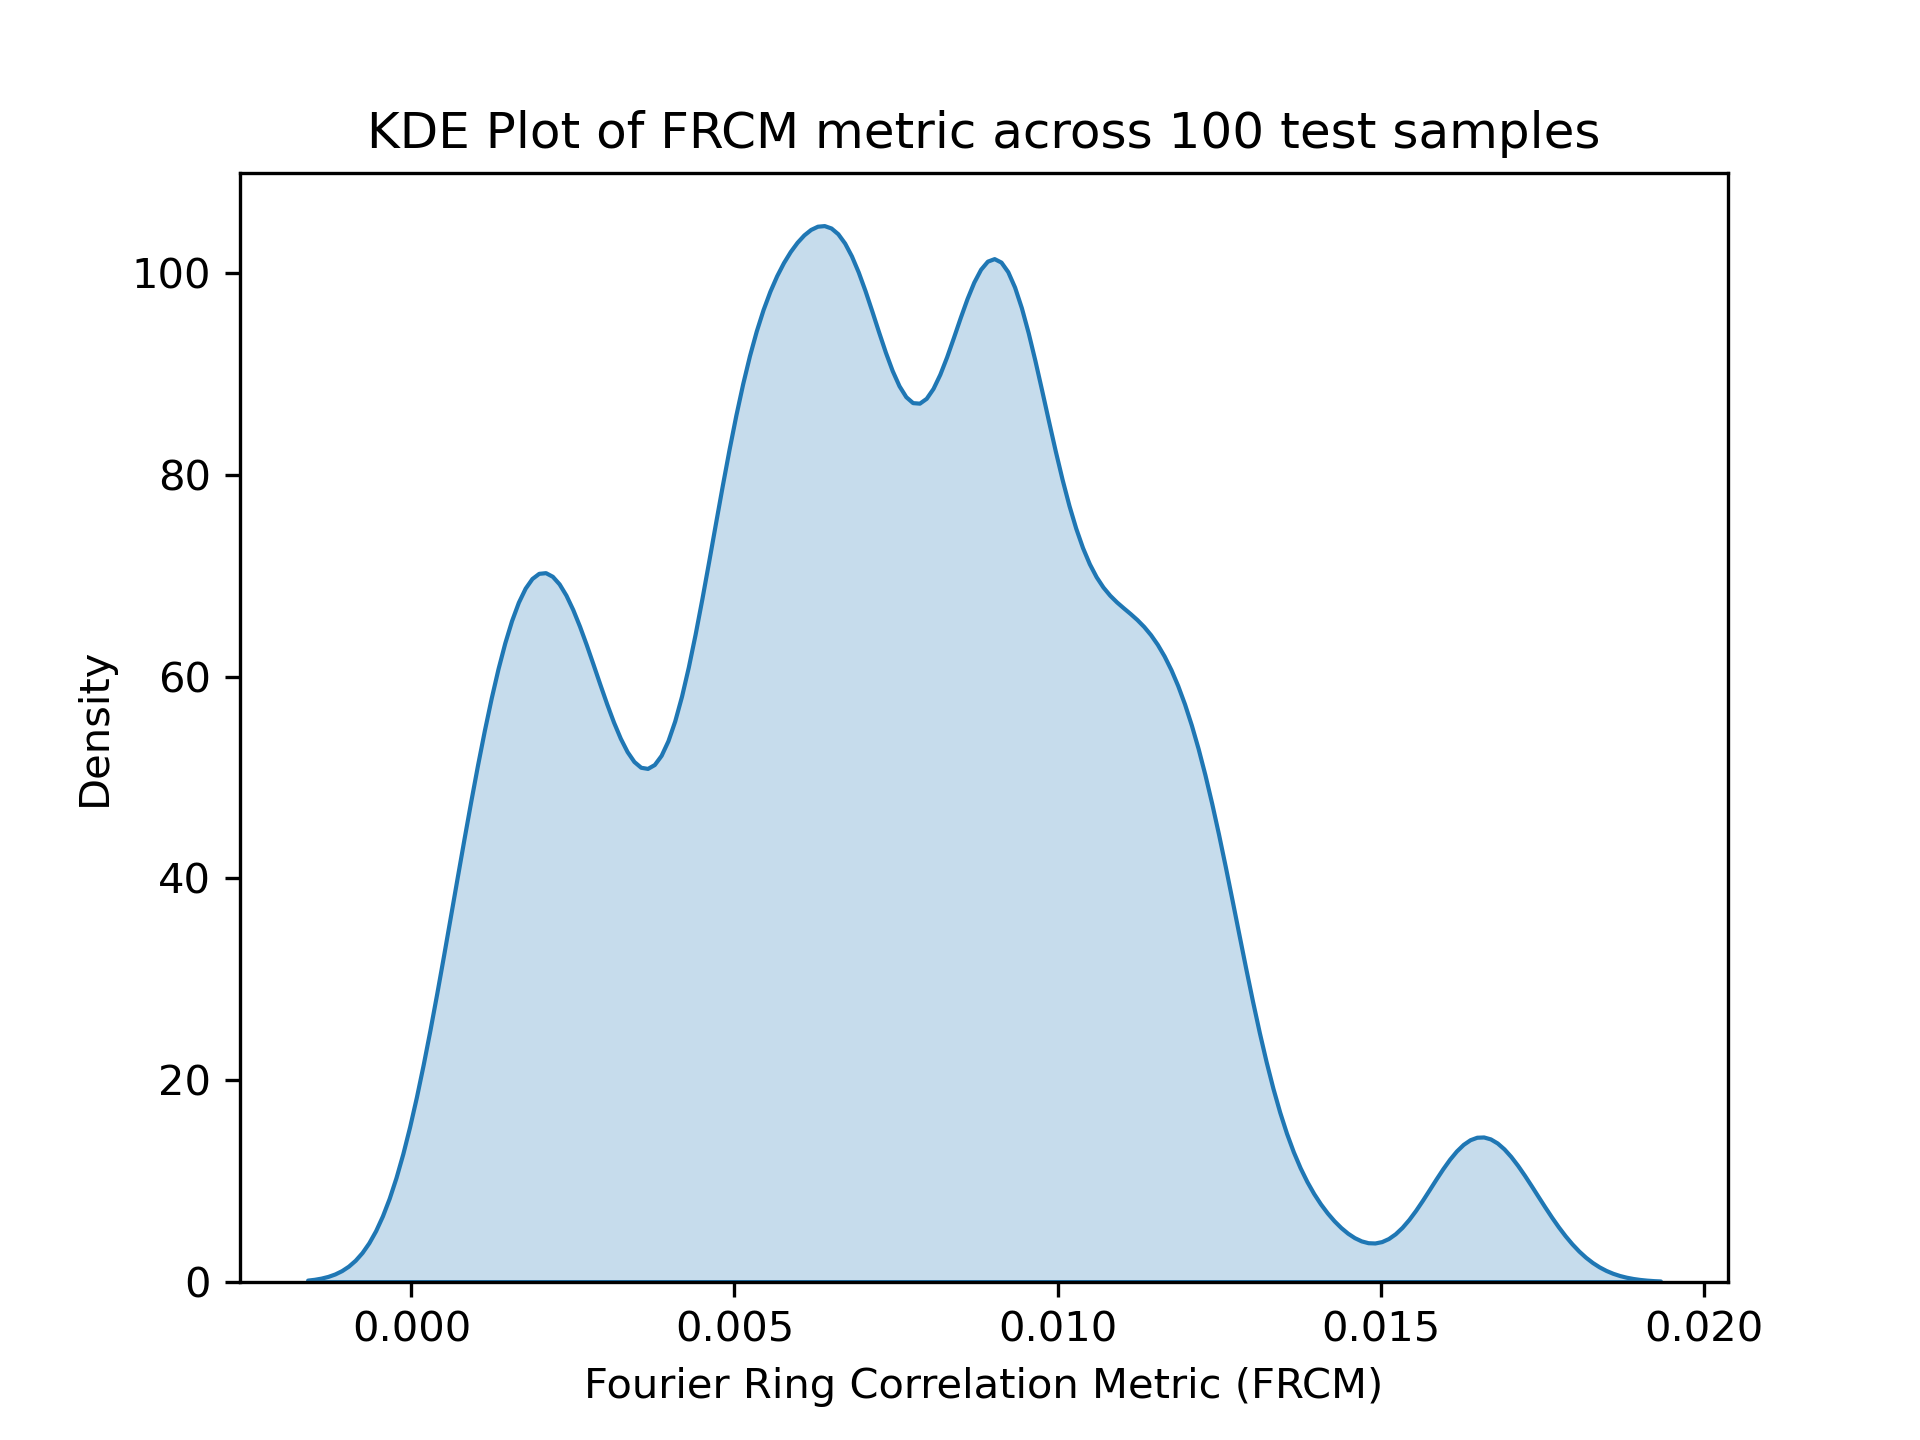 KDE Plot of FRCM metric across 100 test samples
100
80
60
40
20
0
Density
0.000 0.005 0.010 0.015 0.020
Fourier Ring Correlation Metric (FRCM)